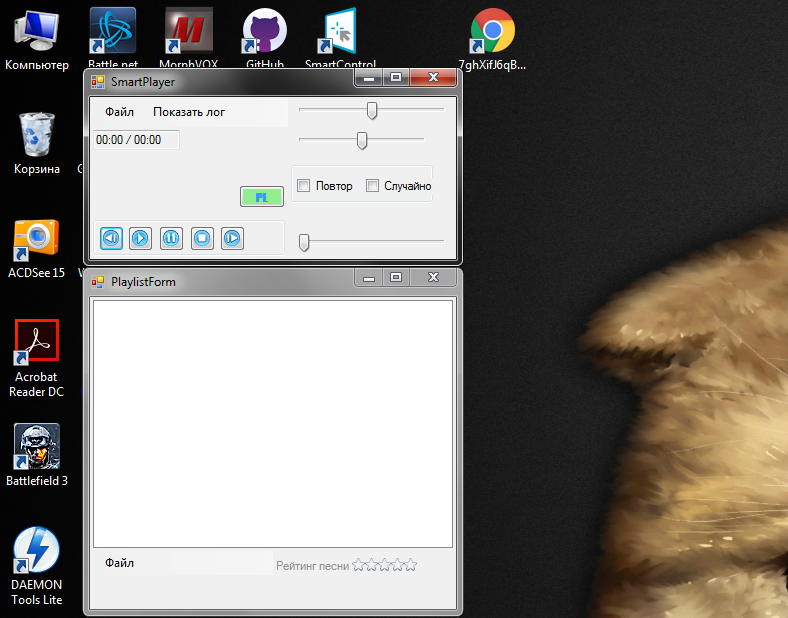 Компьютер
Battle.net
MorphVOX
GitHub
SmartControl
7ghXifJ6qB...
SmartPlayer
Файл Показать лог
00:00 / 00:00
Корзина
Повтор Случайно
PL
ACDSee 15
PlaylistForm
Acrobat
Reader DC
Battlefield 3
Файл
Рейтинг песни
DAEMON
Tools Lite